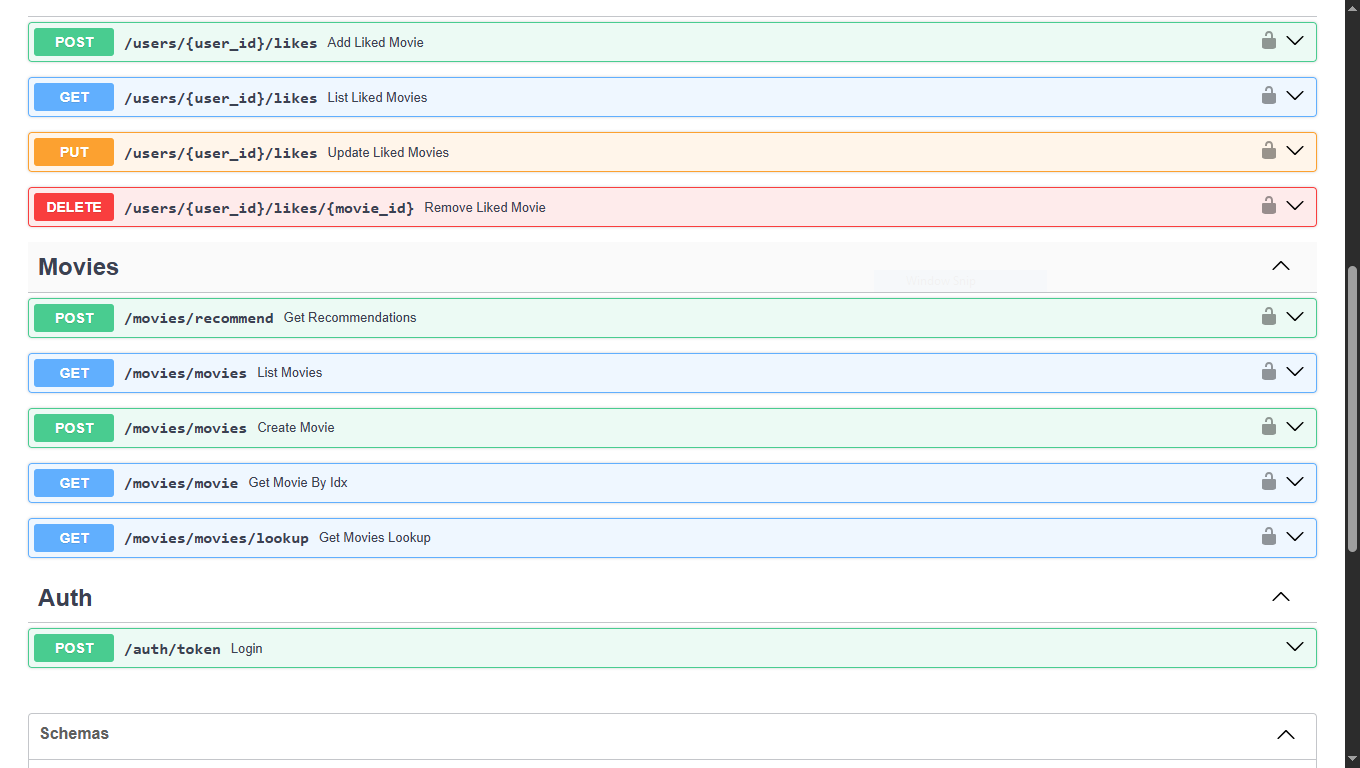 POST /users/{user_id}/likes Add Liked Movie
GET /users/{user_id}/likes List Liked Movies
PUT /users/{user_id}/likes Update Liked Movies
DELETE /users/{user_id}/likes/{movie_id} Remove Liked Movie
Movies
POST /movies/recommend Get Recommendations
GET /movies/movies List Movies
POST /movies/movies Create Movie
GET /movies/movie Get Movie By Idx
GET /movies/movies/lookup Get Movies Lookup
Auth
POST /auth/token Login
Schemas